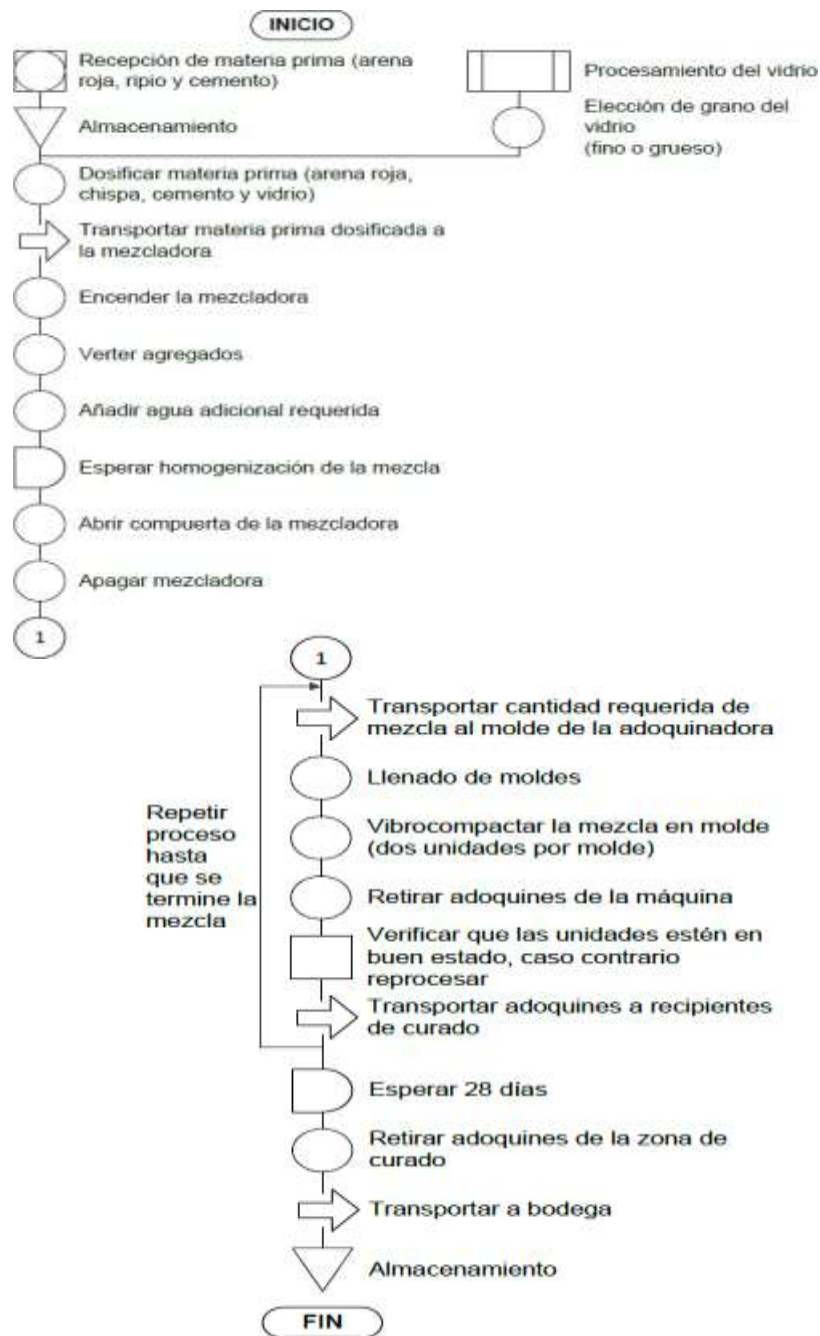 INICIO
Recepción de materia prima (arena
roja, ripio y cemento)
Procesamiento del vidrio
Almacenamiento
Elección de grano del
vidrio
(fino o grueso)
Dosificar materia prima (arena roja,
chispa, cemento y vidrio)
Transportar materia prima dosificada a
la mezcladora
Encender la mezcladora
Verter agregados
Añadir agua adicional requerida
Esperar homogenización de la mezcla
Abrir compuerta de la mezcladora
Apagar mezcladora
1
1
Transportar cantidad requerida de
mezcla al molde de la adoquinadora
Llenado de moldes
Repetir
proceso
hasta
que se
termine la
mezcla
Vibrocompactar la mezcla en molde
(dos unidades por molde)
Retirar adoquines de la máquina
Verificar que las unidades estén en
buen estado, caso contrario
reprocesar
Transportar adoquines a recipientes
de curado
Esperar 28 días
Retirar adoquines de la zona de
curado
Transportar a bodega
Almacenamiento
FIN